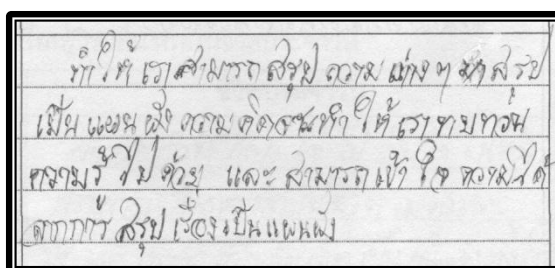 ทำให้เราสามารถสรุปความต่างๆ มาสรุป
เป็นแผนผังความคิดจะทำให้เราทบทวน
ความรู้ไปด้วย และสามารถเข้าใจความได้
จากการสรุปเรื่องเป็นแผนผัง